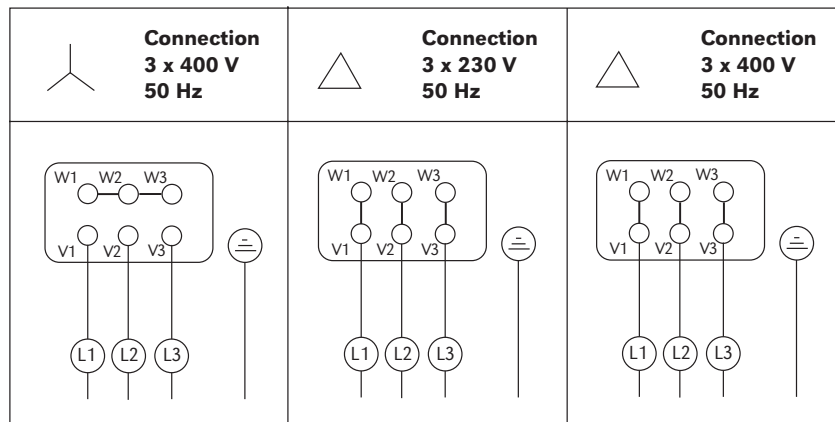 Connection
3 x 400 V
50 Hz
Connection
3 x 230 V
50 Hz
Connection
3 x 400 V
50 Hz
W1 W2 W3
V1 V2 V3
L1 L2 L3
W1 W2 W3
V1 V2 V3
L1 L2 L3
W1 W2 W3
V1 V2 V3
L1 L2 L3